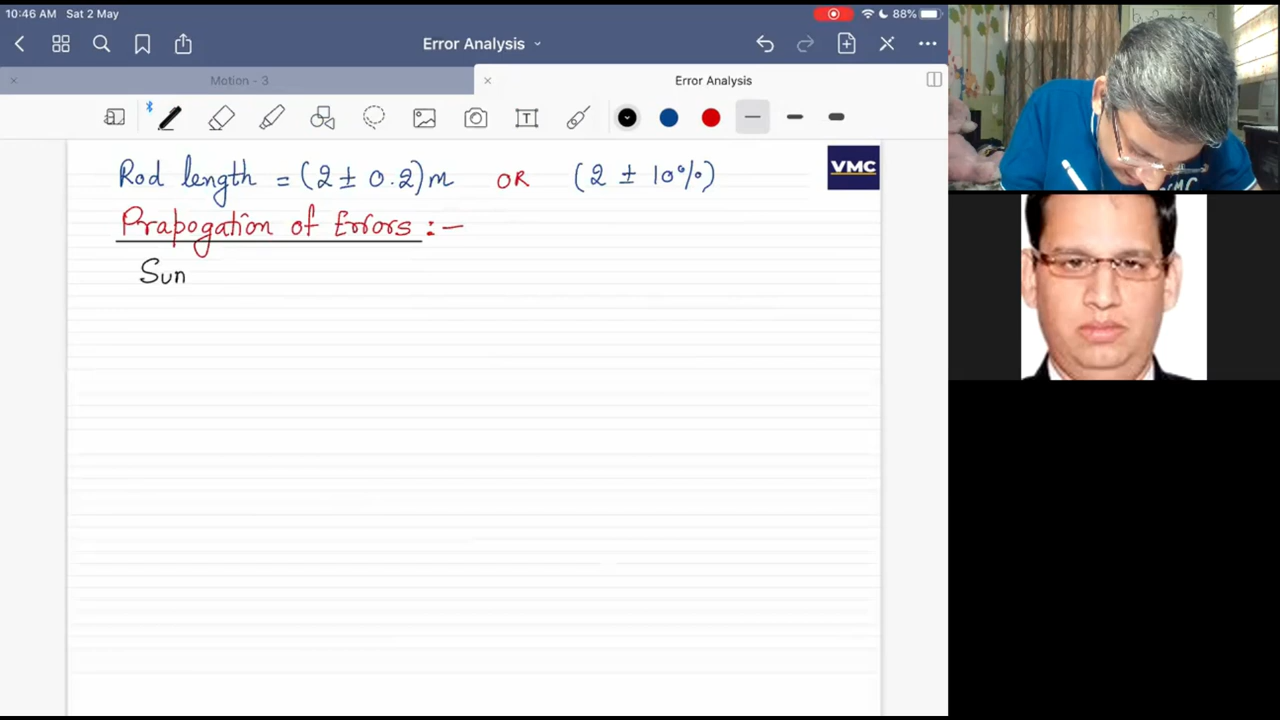 10:46 AM Sat 2 May
88%
Error Analysis
Motion - 3
Error Analysis
T
Rod length = (2 ± 0.2)m OR (2 ± 10%)
VMC
Prapogation of Errors :-
Sun